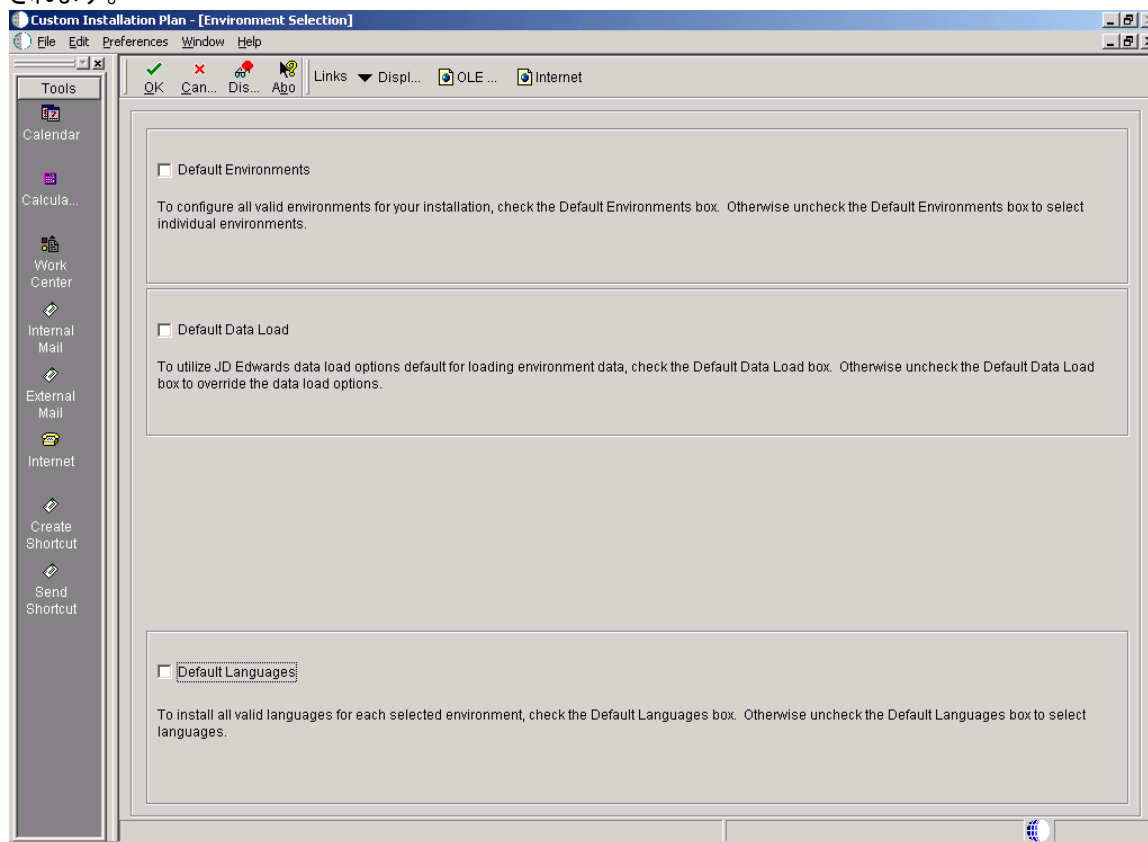 されます。
Custom Installation Plan - [Environment Selection]
File Edit Preferences Window Help
Tools
OK Can... Dis... Abo Links Displ... OLE ... Internet
Calendar
Calcula...
Work
Center
Internal
Mail
External
Mail
Internet
Create
Shortcut
Send
Shortcut
Default Environments
To configure all valid environments for your installation, check the Default Environments box. Otherwise uncheck the Default Environments box to select
individual environments.
Default Data Load
To utilize JD Edwards data load options default for loading environment data, check the Default Data Load box. Otherwise uncheck the Default Data Load
box to override the data load options.
Default Languages
To install all valid languages for each selected environment, check the Default Languages box. Otherwise uncheck the Default Languages box to select
languages.